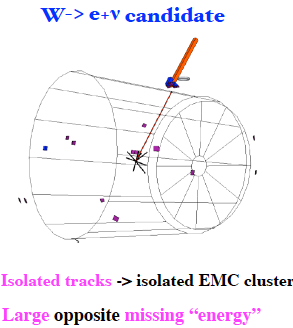 W-> e+ν candidate
Isolated tracks -> isolated EMC cluster
Large opposite missing “energy”